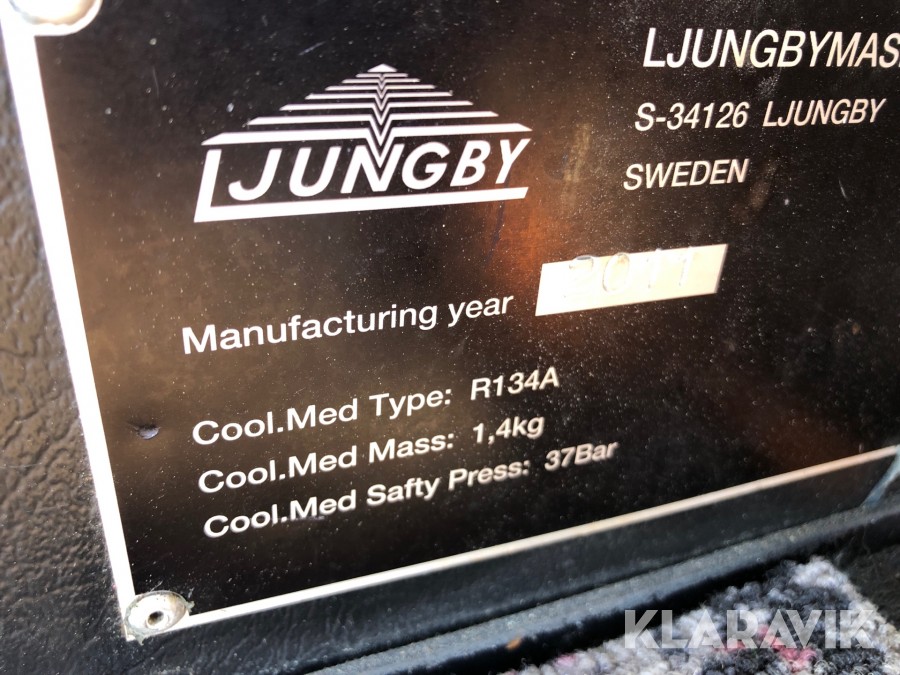 LJUNGBYMAS
S-34126 LJUNGBY
SWEDEN
LJUNGBY
Manufacturing year 2011
Cool.Med Type: R134A
Cool.Med Mass: 1,4kg
Cool.Med Safty Press: 37Bar
KLARAVIK